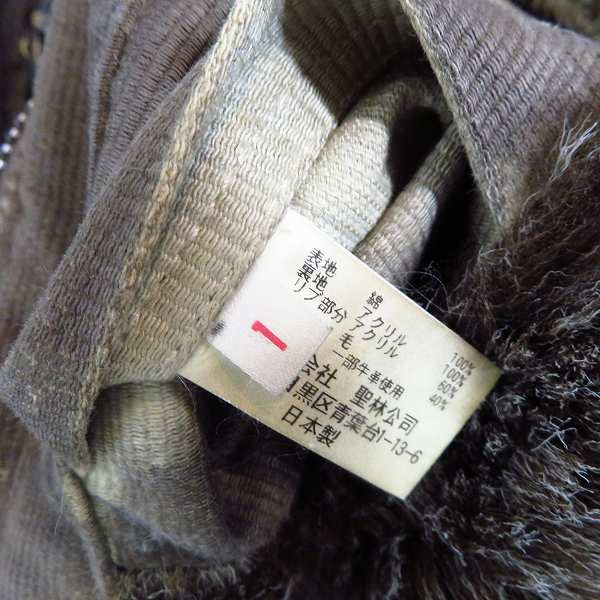 表地 綿 100%
裏地 アクリル 100%
リブ部分 アクリル 60%
毛 40%
一部牛革使用
会社 聖林公司
黒区青葉台1-13-6
日本製
1